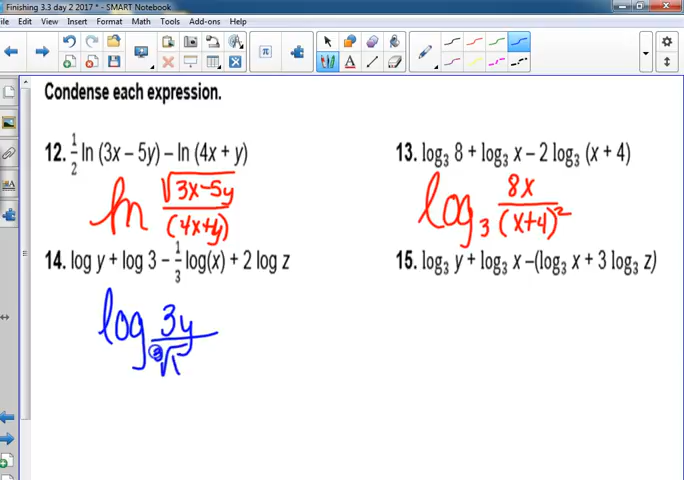 Finishing 3.3 day 2 2017 * - SMART Notebook
File Edit View Insert Format Math Tools Add-ons Help
Condense each expression.
12. 1/2 ln (3x – 5y) – ln (4x + y)
ln √(3x-5y) / (4x+y)
13. log₃ 8 + log₃ x – 2 log₃ (x + 4)
log₃ 8x / (x+4)²
14. log y + log 3 – 1/3 log(x) + 2 log z
log 3y / ³√
15. log₃ y + log₃ x –(log₃ x + 3 log₃ z)